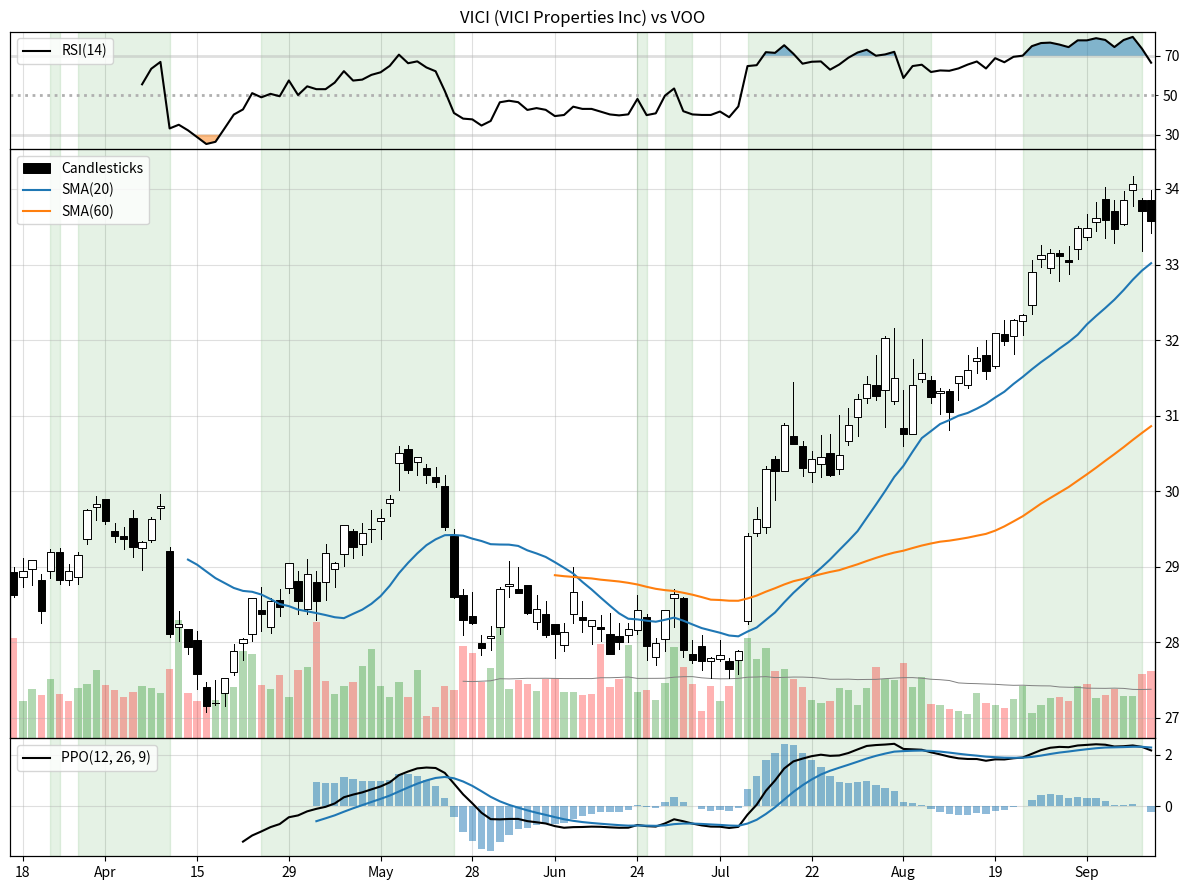 VICI (VICI Properties Inc) vs VOO
RSI(14)
70
50
30
Candlesticks
SMA(20)
SMA(60)
34
33
32
31
30
29
28
27
PPO(12, 26, 9)
2
0
18 Apr 15 29 May 28 Jun 24 Jul 22 Aug 19 Sep